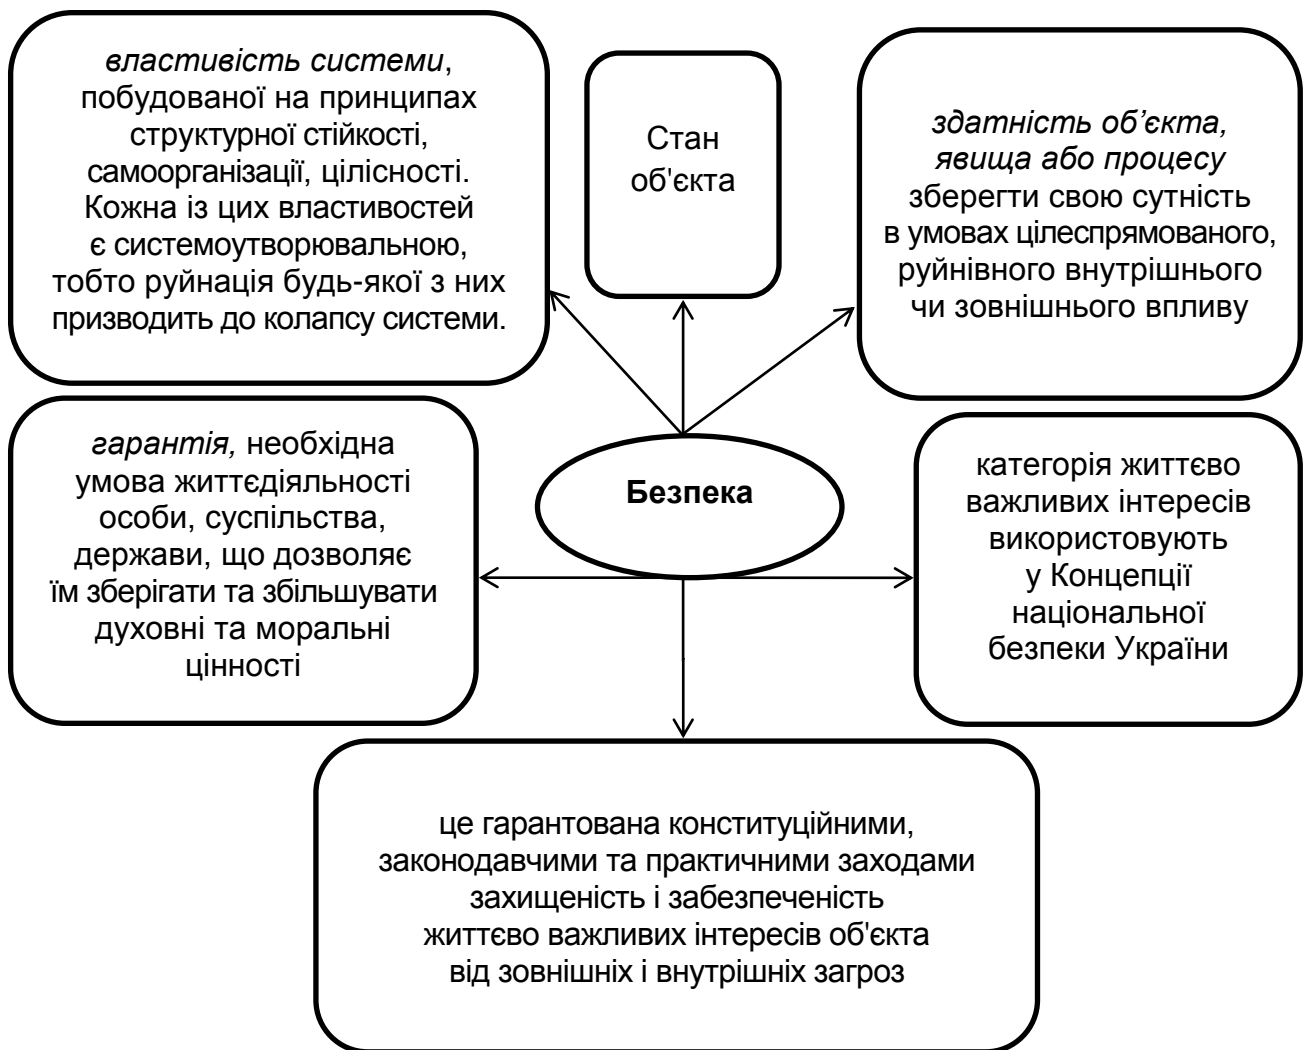 властивість системи,
побудованої на принципах
структурної стійкості,
самоорганізації, цілісності.
Кожна із цих властивостей
є системоутворювальною,
тобто руйнація будь-якої з них
призводить до колапсу системи.
Стан
об'єкта
здатність об’єкта,
явища або процесу
зберегти свою сутність
в умовах цілеспрямованого,
руйнівного внутрішнього
чи зовнішнього впливу
гарантія, необхідна
умова життєдіяльності
особи, суспільства,
держави, що дозволяє
їм зберігати та збільшувати
духовні та моральні
цінності
Безпека
категорія життєво
важливих інтересів
використовують
у Концепції
національної
безпеки України
це гарантована конституційними,
законодавчими та практичними заходами
захищеність і забезпеченість
життєво важливих інтересів об'єкта
від зовнішніх і внутрішніх загроз